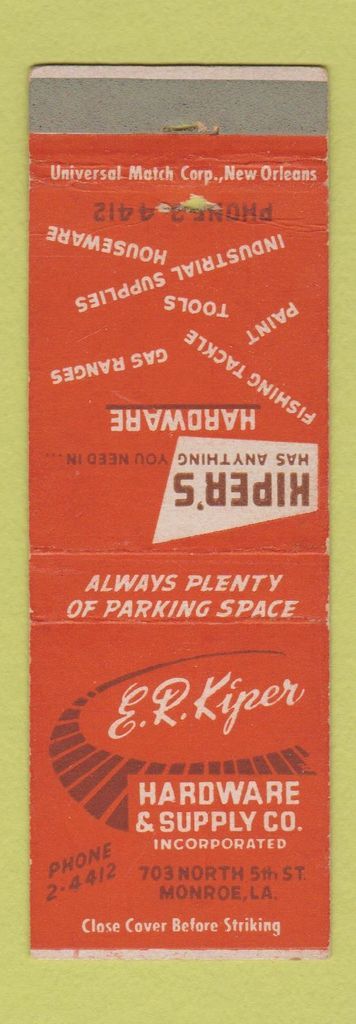 Universal Match Corp., New Orleans
PHONE 2-4412
HOUSEWARE
INDUSTRIAL SUPPLIES
TOOLS
PAINT
FISHING TACKLE
GAS RANGES
HARDWARE
HAS ANYTHING YOU NEED IN...
KIPER'S
ALWAYS PLENTY
OF PARKING SPACE
E.R. Kiper
HARDWARE
& SUPPLY CO.
INCORPORATED
PHONE
2-4412
703 NORTH 5th ST.
MONROE, LA.
Close Cover Before Striking